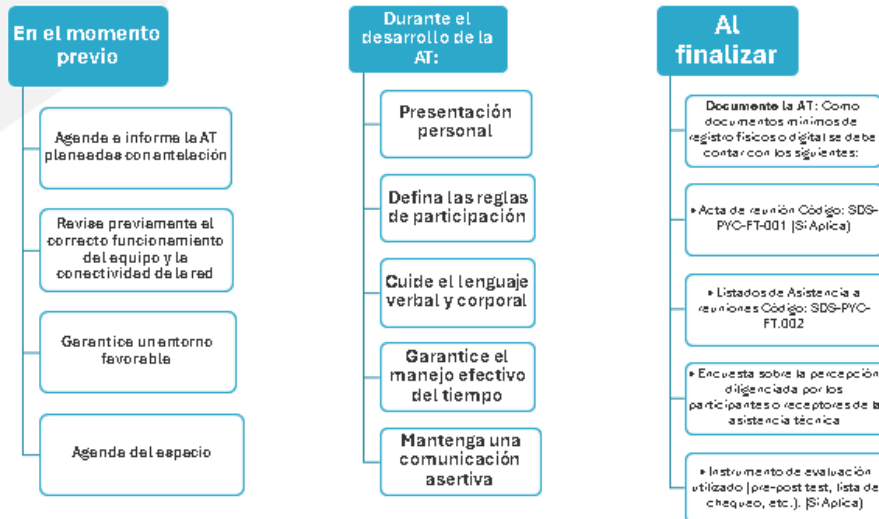 En el momento
previo
Agende e informe la AT
planeadas con antelación
Revise previamente el
correcto funcionamiento
del equipo y la
conectividad de la red
Garantice un entorno
favorable
Agenda del espacio
Durante el
desarrollo de la
AT:
Presentación
personal
Defina las reglas
de participación
Cuide el lenguaje
verbal y corporal
Garantice el
manejo efectivo
del tiempo
Mantenga una
comunicación
asertiva
Al
finalizar
Documente la AT: Como
documentos mínimos de
registro físicos o digital se debe
contar con los siguientes:
• Acta de reunión Código: SDS-
PYC-FT-001 (Si Aplica)
• Listados de Asistencia a
reuniones Código: SDS-PYC-
FT.002
• Encuesta sobre la percepción
diligenciada por los
participantes o receptores de la
asistencia técnica
• Instrumento de evaluación
utilizado (pre-post test, lista de
chequeo, etc.). (Si Aplica)